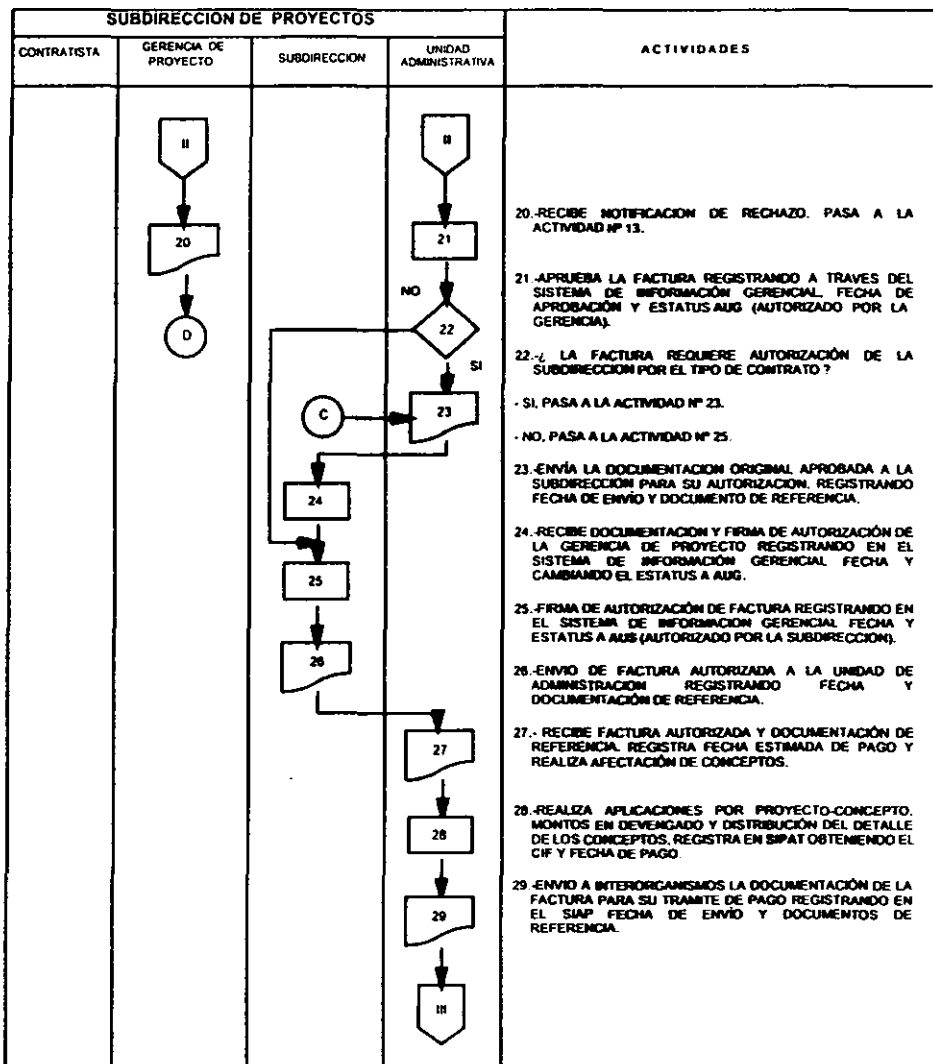 SUBDIRECCION DE PROYECTOS
CONTRATISTA
GERENCIA DE
PROYECTO
SUBDIRECCION
UNIDAD
ADMINISTRATIVA
ACTIVIDADES
II
II
20
21
D
NO
22
SI
C
23
24
25
26
27
28
29
III
20.-RECIBE NOTIFICACION DE RECHAZO. PASA A LA
ACTIVIDAD Nº 13.
21.-APRUEBA LA FACTURA REGISTRANDO A TRAVES DEL
SISTEMA DE INFORMACIÓN GERENCIAL, FECHA DE
APROBACIÓN Y ESTATUS AUG (AUTORIZADO POR LA
GERENCIA).
22.-¿ LA FACTURA REQUIERE AUTORIZACIÓN DE LA
SUBDIRECCION POR EL TIPO DE CONTRATO ?
- SI, PASA A LA ACTIVIDAD Nº 23.
- NO, PASA A LA ACTIVIDAD Nº 25.
23.-ENVÍA LA DOCUMENTACION ORIGINAL APROBADA A LA
SUBDIRECCIÓN PARA SU AUTORIZACIÓN, REGISTRANDO
FECHA DE ENVÍO Y DOCUMENTO DE REFERENCIA.
24.-RECIBE DOCUMENTACION Y FIRMA DE AUTORIZACIÓN DE
LA GERENCIA DE PROYECTO REGISTRANDO EN EL
SISTEMA DE INFORMACIÓN GERENCIAL FECHA Y
CAMBIANDO EL ESTATUS A AUG.
25.-FIRMA DE AUTORIZACIÓN DE FACTURA REGISTRANDO EN
EL SISTEMA DE INFORMACION GERENCIAL FECHA Y
ESTATUS A AUS (AUTORIZADO POR LA SUBDIRECCION).
26.-ENVIO DE FACTURA AUTORIZADA A LA UNIDAD DE
ADMINISTRACION REGISTRANDO FECHA Y
DOCUMENTACIÓN DE REFERENCIA.
27.- RECIBE FACTURA AUTORIZADA Y DOCUMENTACIÓN DE
REFERENCIA. REGISTRA FECHA ESTIMADA DE PAGO Y
REALIZA AFECTACIÓN DE CONCEPTOS.
28.-REALIZA APLICACIONES POR PROYECTO-CONCEPTO.
MONTOS EN DEVENGADO Y DISTRIBUCIÓN DEL DETALLE
DE LOS CONCEPTOS, REGISTRA EN SIPAT OBTENIENDO EL
CIF Y FECHA DE PAGO.
29.-ENVIO A INTERORGANISMOS LA DOCUMENTACIÓN DE LA
FACTURA PARA SU TRAMITE DE PAGO REGISTRANDO EN
EL SIAP FECHA DE ENVÍO Y DOCUMENTOS DE
REFERENCIA.